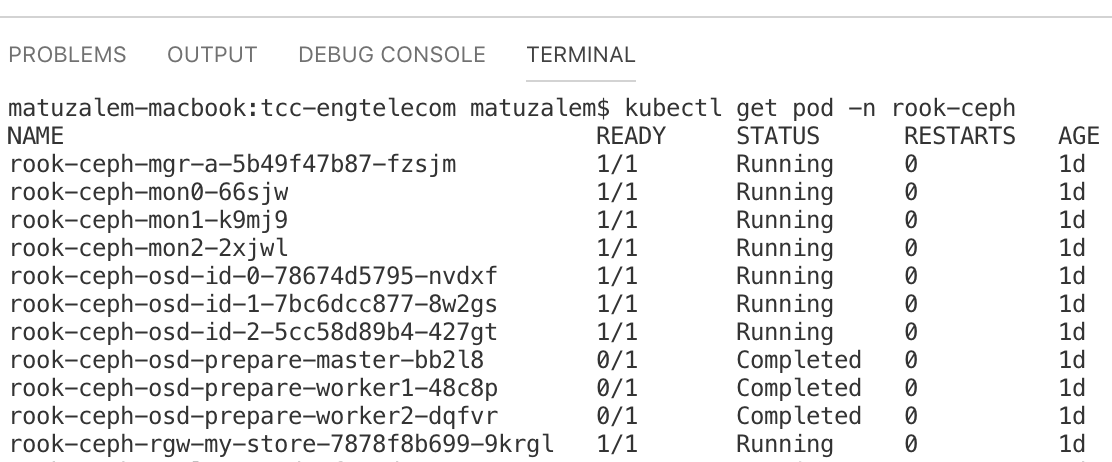 PROBLEMS OUTPUT DEBUG CONSOLE TERMINAL
matuzalem-macbook:tcc-engtelecom matuzalem$ kubectl get pod -n rook-ceph
NAME READY STATUS RESTARTS AGE
rook-ceph-mgr-a-5b49f47b87-fzsjm 1/1 Running 0 1d
rook-ceph-mon0-66sjw 1/1 Running 0 1d
rook-ceph-mon1-k9mj9 1/1 Running 0 1d
rook-ceph-mon2-2xjwl 1/1 Running 0 1d
rook-ceph-osd-id-0-78674d5795-nvdxf 1/1 Running 0 1d
rook-ceph-osd-id-1-7bc6dcc877-8w2gs 1/1 Running 0 1d
rook-ceph-osd-id-2-5cc58d89b4-427gt 1/1 Running 0 1d
rook-ceph-osd-prepare-master-bb2l8 0/1 Completed 0 1d
rook-ceph-osd-prepare-worker1-48c8p 0/1 Completed 0 1d
rook-ceph-osd-prepare-worker2-dqfvr 0/1 Completed 0 1d
rook-ceph-rgw-my-store-7878f8b699-9krgl 1/1 Running 0 1d